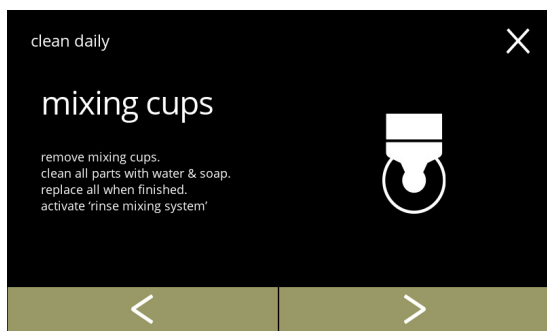 clean daily
mixing cups
remove mixing cups.
clean all parts with water & soap.
replace all when finished.
activate ‘rinse mixing system’